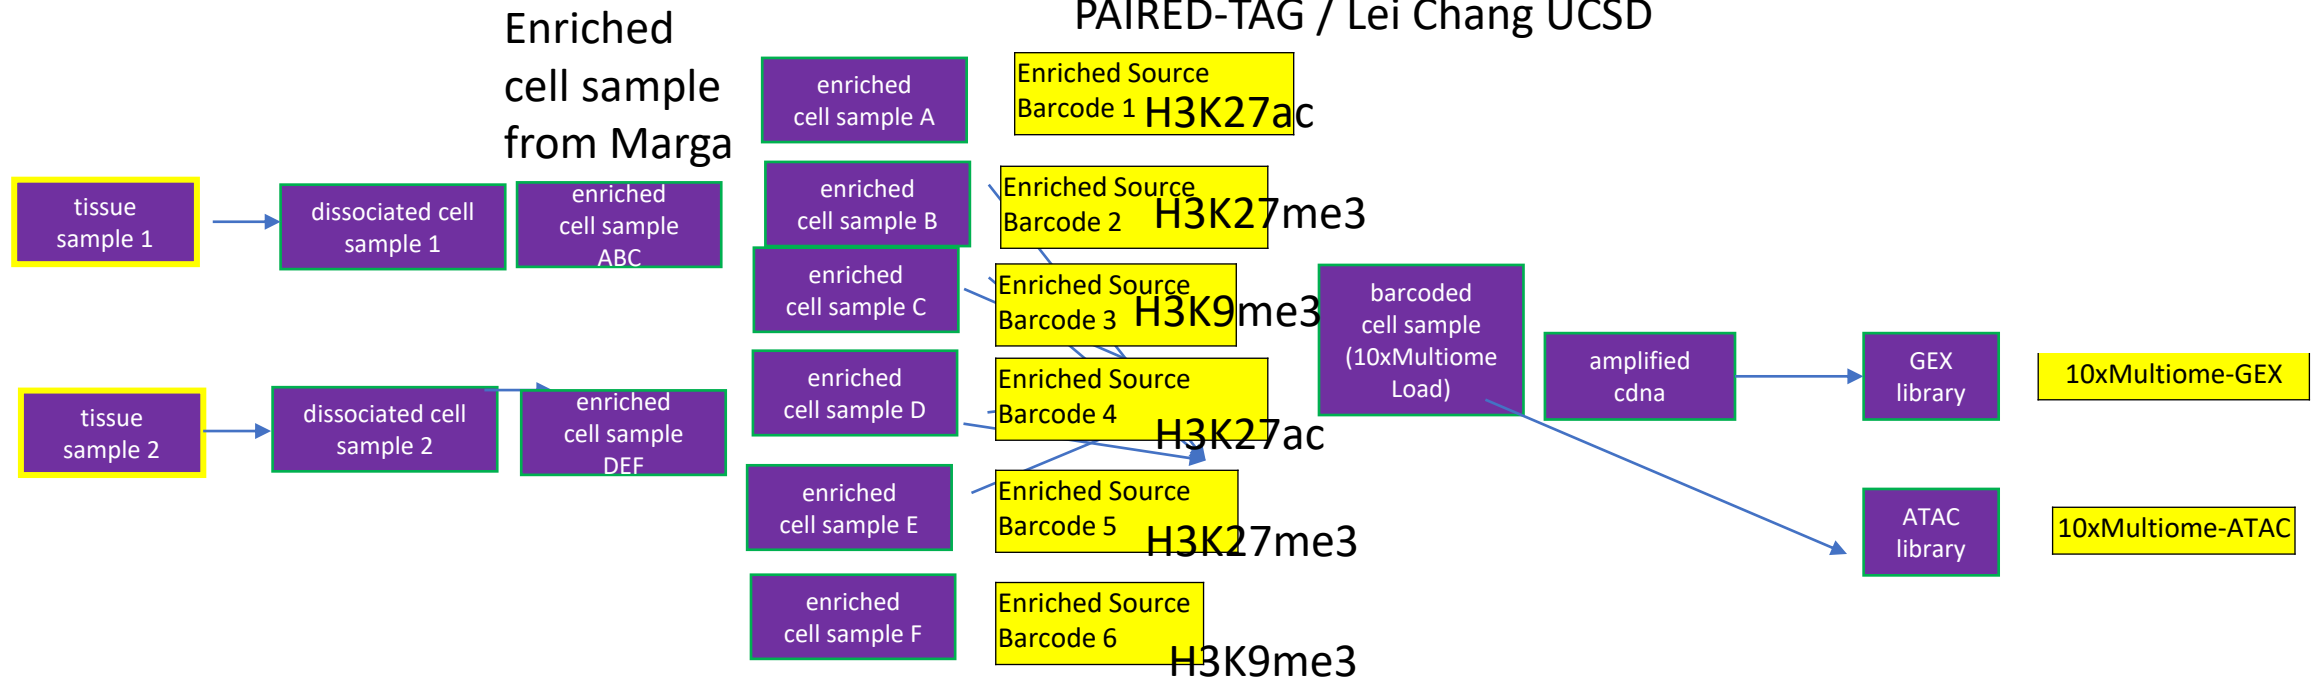 PAIRED-TAG / Lei Chang UCSD
Enriched
cell sample
from Marga
tissue
sample 1
dissociated cell
sample 1
enriched
cell sample
ABC
tissue
sample 2
dissociated cell
sample 2
enriched
cell sample
DEF
enriched
cell sample A
Enriched Source
Barcode 1
H3K27ac
enriched
cell sample B
Enriched Source
Barcode 2
H3K27me3
enriched
cell sample C
Enriched Source
Barcode 3
H3K9me3
enriched
cell sample D
Enriched Source
Barcode 4
H3K27ac
enriched
cell sample E
Enriched Source
Barcode 5
H3K27me3
enriched
cell sample F
Enriched Source
Barcode 6
H3K9me3
barcoded
cell sample
(10xMultiome
Load)
amplified
cdna
GEX
library
10xMultiome-GEX
ATAC
library
10xMultiome-ATAC